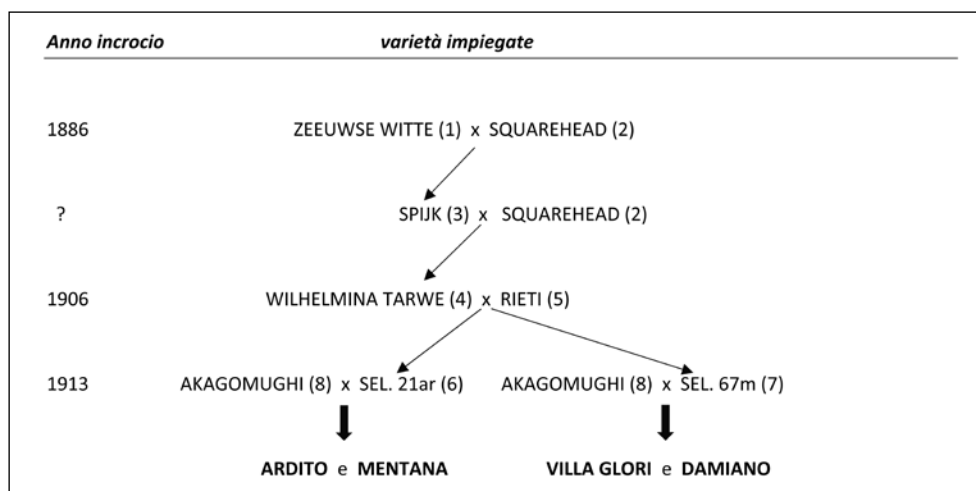 Anno incrocio varietà impiegate
1886 ZEEUWSE WITTE (1) x SQUAREHEAD (2)
? SPIJK (3) x SQUAREHEAD (2)
1906 WILHELMINA TARWE (4) x RIETI (5)
1913 AKAGOMUGHI (8) x SEL. 21ar (6) AKAGOMUGHI (8) x SEL. 67m (7)
ARDITO e MENTANA VILLA GLORI e DAMIANO